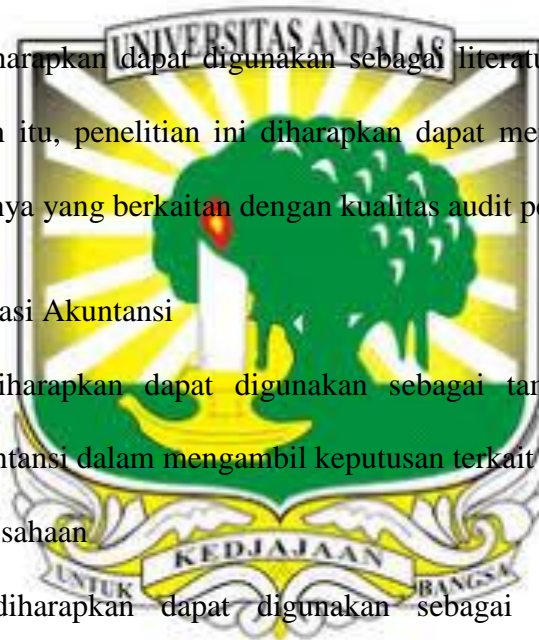 UNIVERSITAS ANDALAS
harapkan dapat digunakan sebagai literatu
itu, penelitian ini diharapkan dapat me
nya yang berkaitan dengan kualitas audit pe
asi Akuntansi
diharapkan dapat digunakan sebagai tan
ntansi dalam mengambil keputusan terkait
sahaan
KEDJAJAAN
UNTUK BANGSA
diharapkan dapat digunakan sebagai